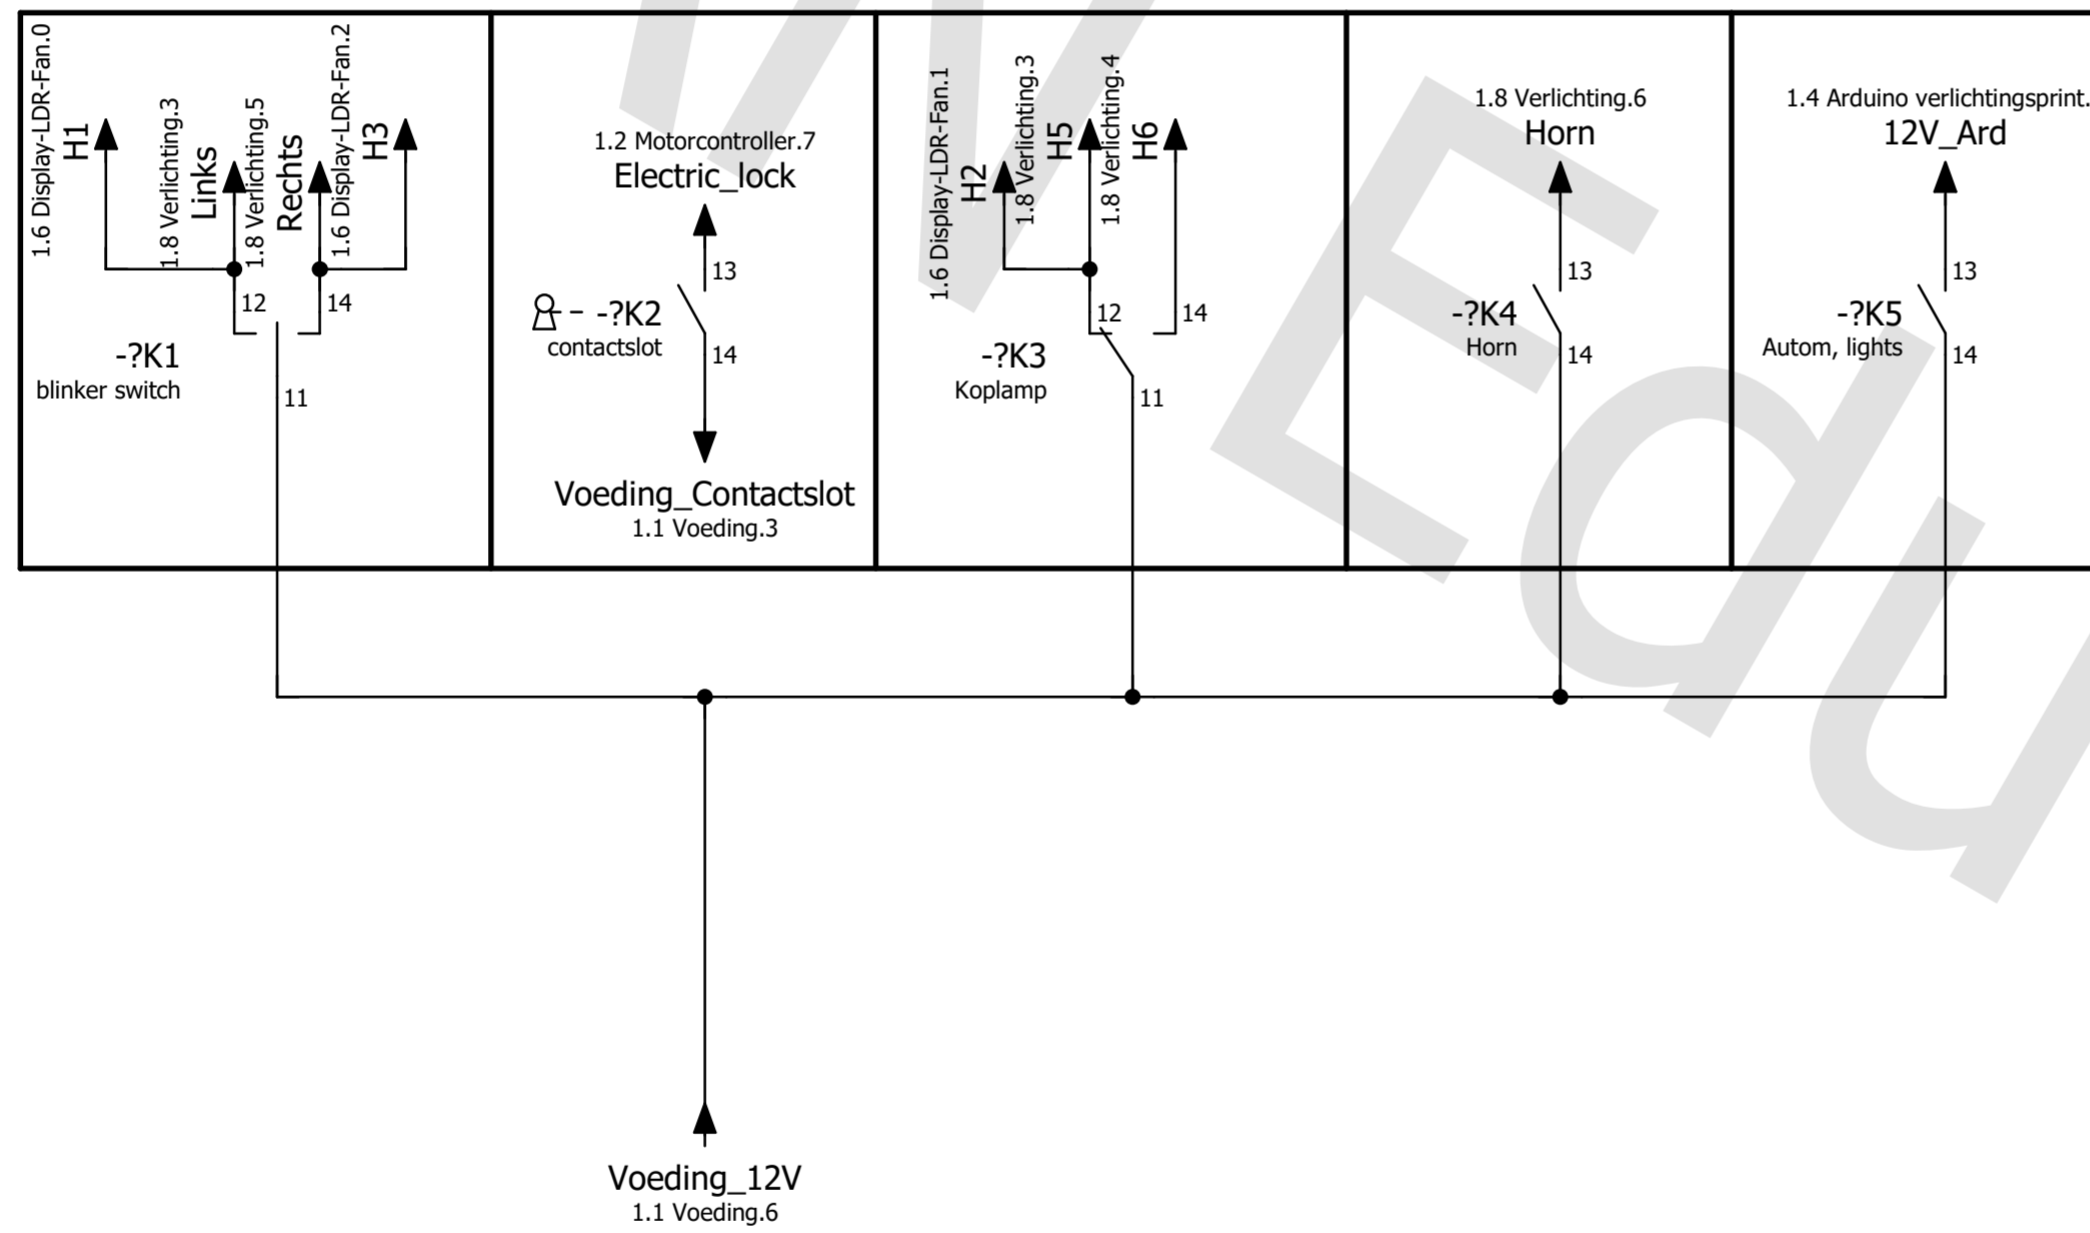 1.6 Display-LDR-Fan.0
H1
1.8 Verlichting.3
Links
1.8 Verlichting.5
Rechts
1.6 Display-LDR-Fan.2
H3
12
14
-?K1
blinker switch
11
1.2 Motorcontroller.7
Electric_lock
13
-?K2
contactslot
14
Voeding_Contactslot
1.1 Voeding.3
1.6 Display-LDR-Fan.1
H2
1.8 Verlichting.3
H5
1.8 Verlichting.4
H6
12
14
-?K3
Koplamp
11
1.8 Verlichting.6
Horn
13
-?K4
Horn
14
1.4 Arduino verlichtingsprint.
12V_Ard
13
-?K5
Autom, lights
14
Voeding_12V
1.1 Voeding.6
Edu